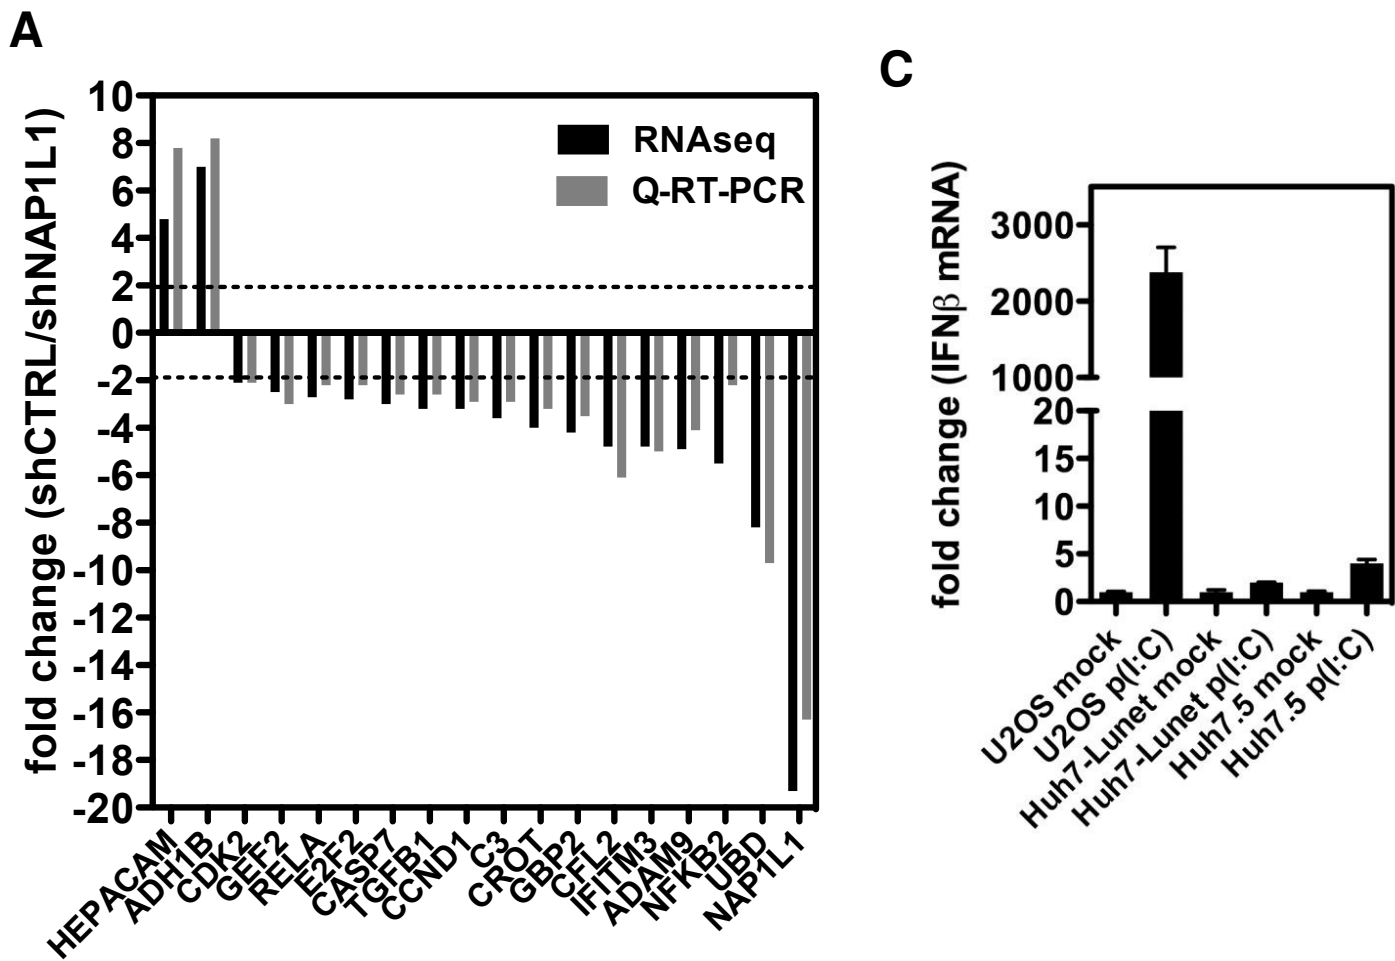 A
fold change (shCTRL/shNAP1L1)
10
8
6
4
2
0
-2
-4
-6
-8
-10
-12
-14
-16
-18
-20
RNAseq
Q-RT-PCR
HEPACAM
ADH1B
CDK2
GEF2
RELA
E2F2
CASP7
TGFB1
CCND1
C3
CROT
GBP2
CFL2
IFITM3
ADAM9
NFKB2
UBD
NAP1L1
C
fold change (IFNβ mRNA)
3000
2000
1000
20
15
10
5
0
U2OS mock
U2OS p(I:C)
Huh7-Lunet mock
Huh7-Lunet p(I:C)
Huh7.5 mock
Huh7.5 p(I:C)